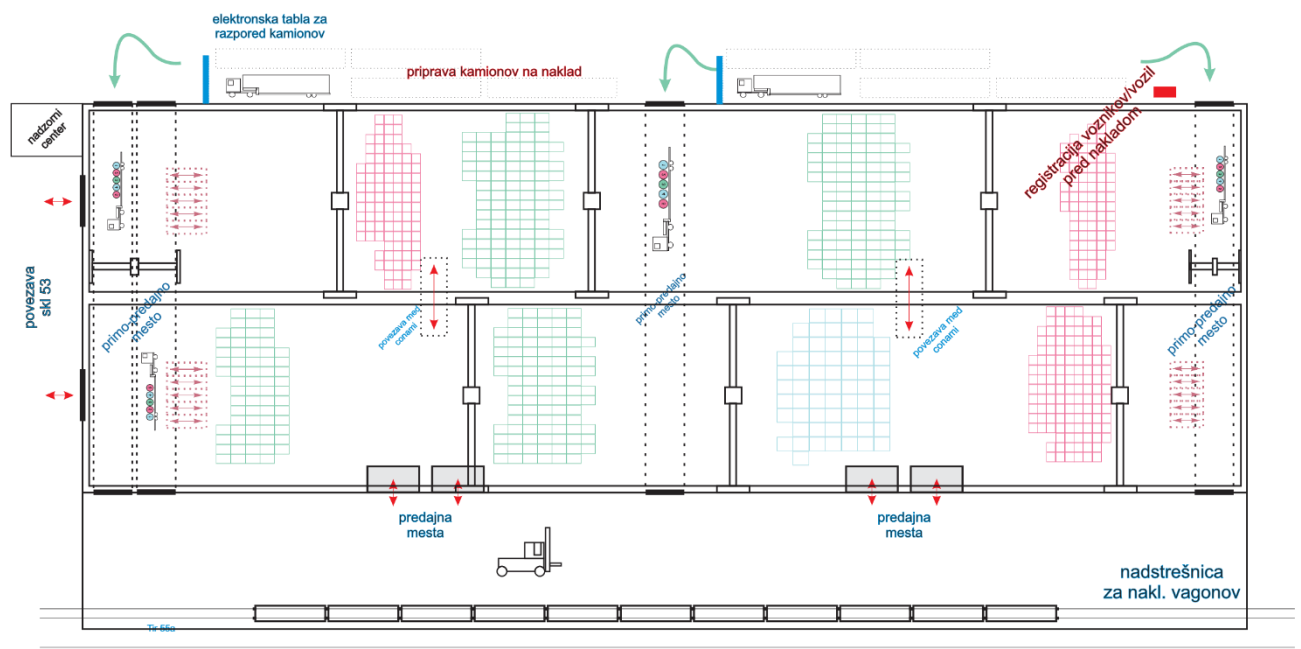 elektronska tabla za
razpored kamionov
priprava kamionov na naklad
nadzorni
center
registracija voznikov/vozil
pred nakladom
povezava
skl 53
primo-predajno
mesto
povezava med
conami
primo-predajno
mesto
povezava med
conami
primo-predajno
mesto
predajna
mesta
predajna
mesta
nadstrešnica
za nakl. vagonov